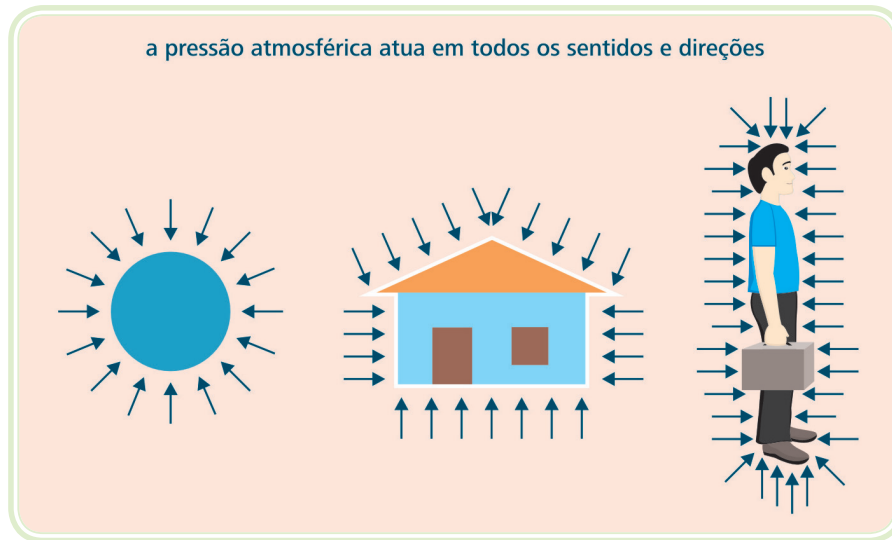 a pressão atmosférica atua em todos os sentidos e direções